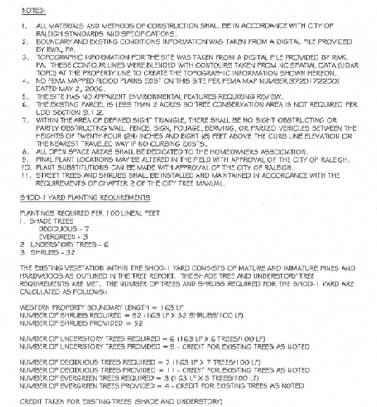 NOTES:
1. ALL MATERIALS AND METHODS OF CONSTRUCTION SHALL BE IN ACCORDANCE WITH CITY OF
RALEIGH STANDARDS AND SPECIFICATIONS.
2. BOUNDARY AND EXISTING CONDITIONS INFORMATION WAS TAKEN FROM A DIGITAL FILE PROVIDED
BY RWK, PA.
3. TOPOGRAPHIC INFORMATION FOR THE SITE WAS TAKEN FROM A DIGITAL FILE PROVIDED BY RWK,
PA. THESE CONTOUR LINES WERE BLENDED WITH CONTOURS TAKEN FROM NC SPATIAL DATA (LIDAR
TOPO) AT THE PROPERTY LINE TO CREATE THE TOPOGRAPHIC INFORMATION SHOWN HEREON.
4. NO FEMA MAPPED FLOOD PLAINS EXIST ON THIS SITE PER FEMA MAP NUMBER 3720172200J
DATED MAY 2, 2006.
5. THE SITE HAS NO APPARENT ENVIRONMENTAL FEATURES REQUIRING REVIEW.
6. THE EXISTING PARCEL IS LESS THAN 2 ACRES SO TREE CONSERVATION AREA IS NOT REQUIRED PER
UDO SECTION 9.1.2.
7. WITHIN THE AREA OF DEFINED SIGHT TRIANGLE, THERE SHALL BE NO SIGHT OBSTRUCTING OR
PARTLY OBSTRUCTING WALL, FENCE, SIGN, FOLIAGE, BERMING, OR PARKED VEHICLES BETWEEN THE
HEIGHTS OF TWENTY-FOUR (24) INCHES AND EIGHT (8) FEET ABOVE THE CURB LINE ELEVATION OR
THE NEAREST TRAVELED WAY IF NO CURBING EXISTS.
8. ALL OPEN SPACE AREAS SHALL BE DEDICATED TO THE HOMEOWNERS ASSOCIATION.
9. FINAL PLANT LOCATIONS MAY BE ALTERED IN THE FIELD WITH APPROVAL OF THE CITY OF RALEIGH.
10. PLANT SUBSTITUTIONS CAN BE MADE WITH APPROVAL OF THE CITY OF RALEIGH.
11. STREET TREES AND SHRUBS SHALL BE INSTALLED AND MAINTAINED IN ACCORDANCE WITH THE
REQUIREMENTS OF CHAPTER 2 OF THE CITY TREE MANUAL.
SHOD-1 YARD PLANTING REQUIREMENTS
PLANTINGS REQUIRED PER 100 LINEAL FEET
1. SHADE TREES
DECIDUOUS - 7
EVERGREEN - 3
2. UNDERSTORY TREES - 6
3. SHRUBS - 32
THE EXISTING VEGETATION WITHIN THE SHOD-1 YARD CONSISTS OF MATURE AND IMMATURE PINES AND
HARDWOODS AS OUTLINED IN THE TREE REPORT. THE SHADE TREE AND UNDERSTORY TREE
REQUIREMENTS ARE MET. THE NUMBER OF TREES AND SHRUBS REQUIRED FOR THE SHOD-1 YARD ARE
CALCULATED AS FOLLOWS:
WESTERN PROPERTY BOUNDARY LENGTH = 163 LF
NUMBER OF SHRUBS REQUIRED = 52 (163 LF X 32 SHRUBS/100 LF)
NUMBER OF SHRUBS PROVIDED = 52
NUMBER OF UNDERSTORY TREES REQUIRED = 6 (163 LF X 6 TREES/100 LF)
NUMBER OF UNDERSTORY TREES PROVIDED = - CREDIT FOR EXISTING TREES AS NOTED
NUMBER OF DECIDUOUS TREES REQUIRED = 7 (163 LF X 7 TREES/100 LF)
NUMBER OF DECIDUOUS TREES PROVIDED = 11 - CREDIT FOR EXISTING TREES AS NOTED
NUMBER OF EVERGREEN TREES REQUIRED = 3 (163 LF X 3 TREES/100 LF)
NUMBER OF EVERGREEN TREES PROVIDED = 4 - CREDIT FOR EXISTING TREES AS NOTED
CREDIT TAKEN FOR EXISTING TREES (SHADE AND UNDERSTORY)